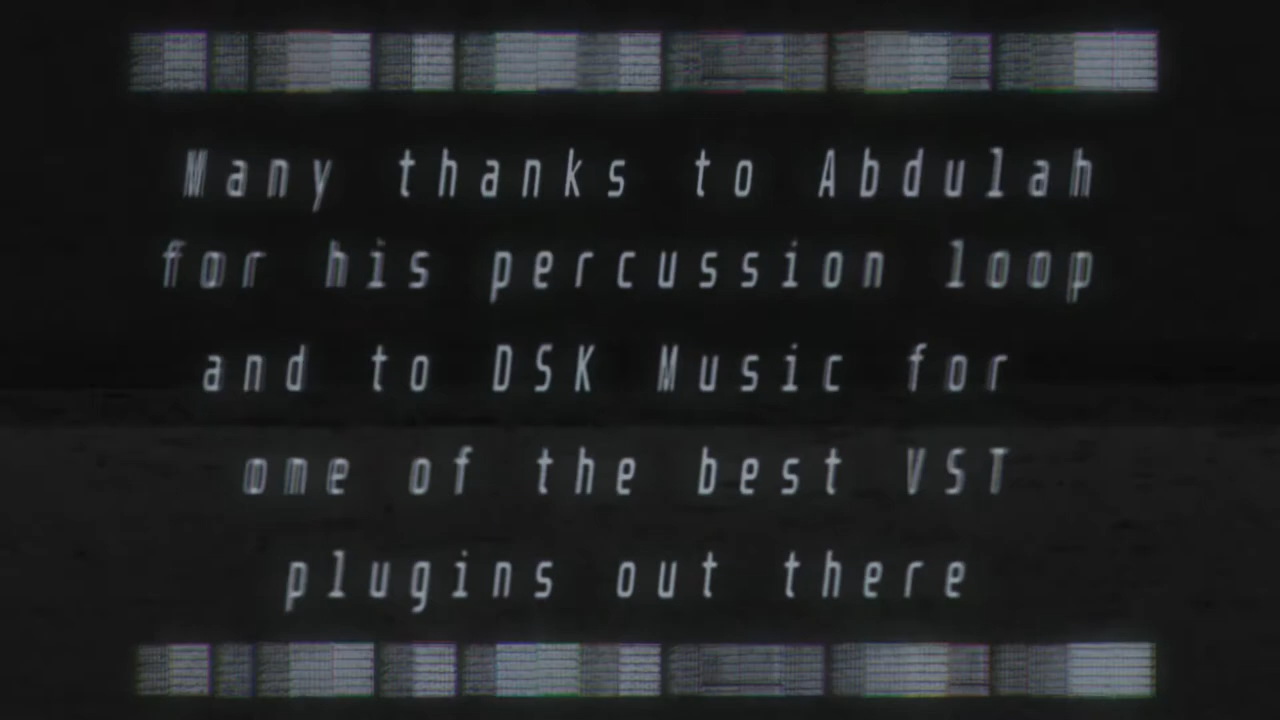 Many thanks to Abdulah
for his percussion loop
and to DSK Music for
ome of the best VST
plugins out there